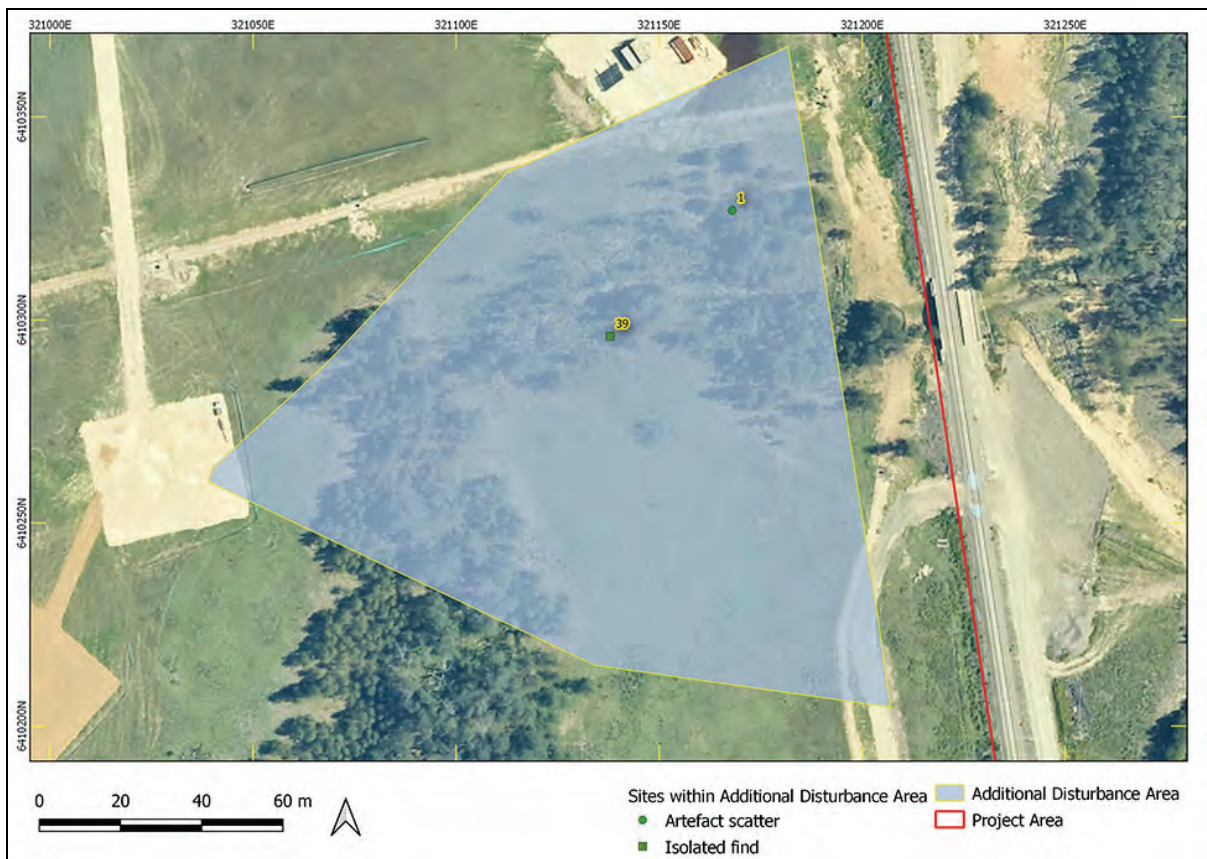 321000E 321050E 321100E 321150E 321200E 321250E
6410350N
6410300N
6410250N
6410200N
1
39
0 20 40 60 m
Sites within Additional Disturbance Area
Artefact scatter
Isolated find
Additional Disturbance Area
Project Area